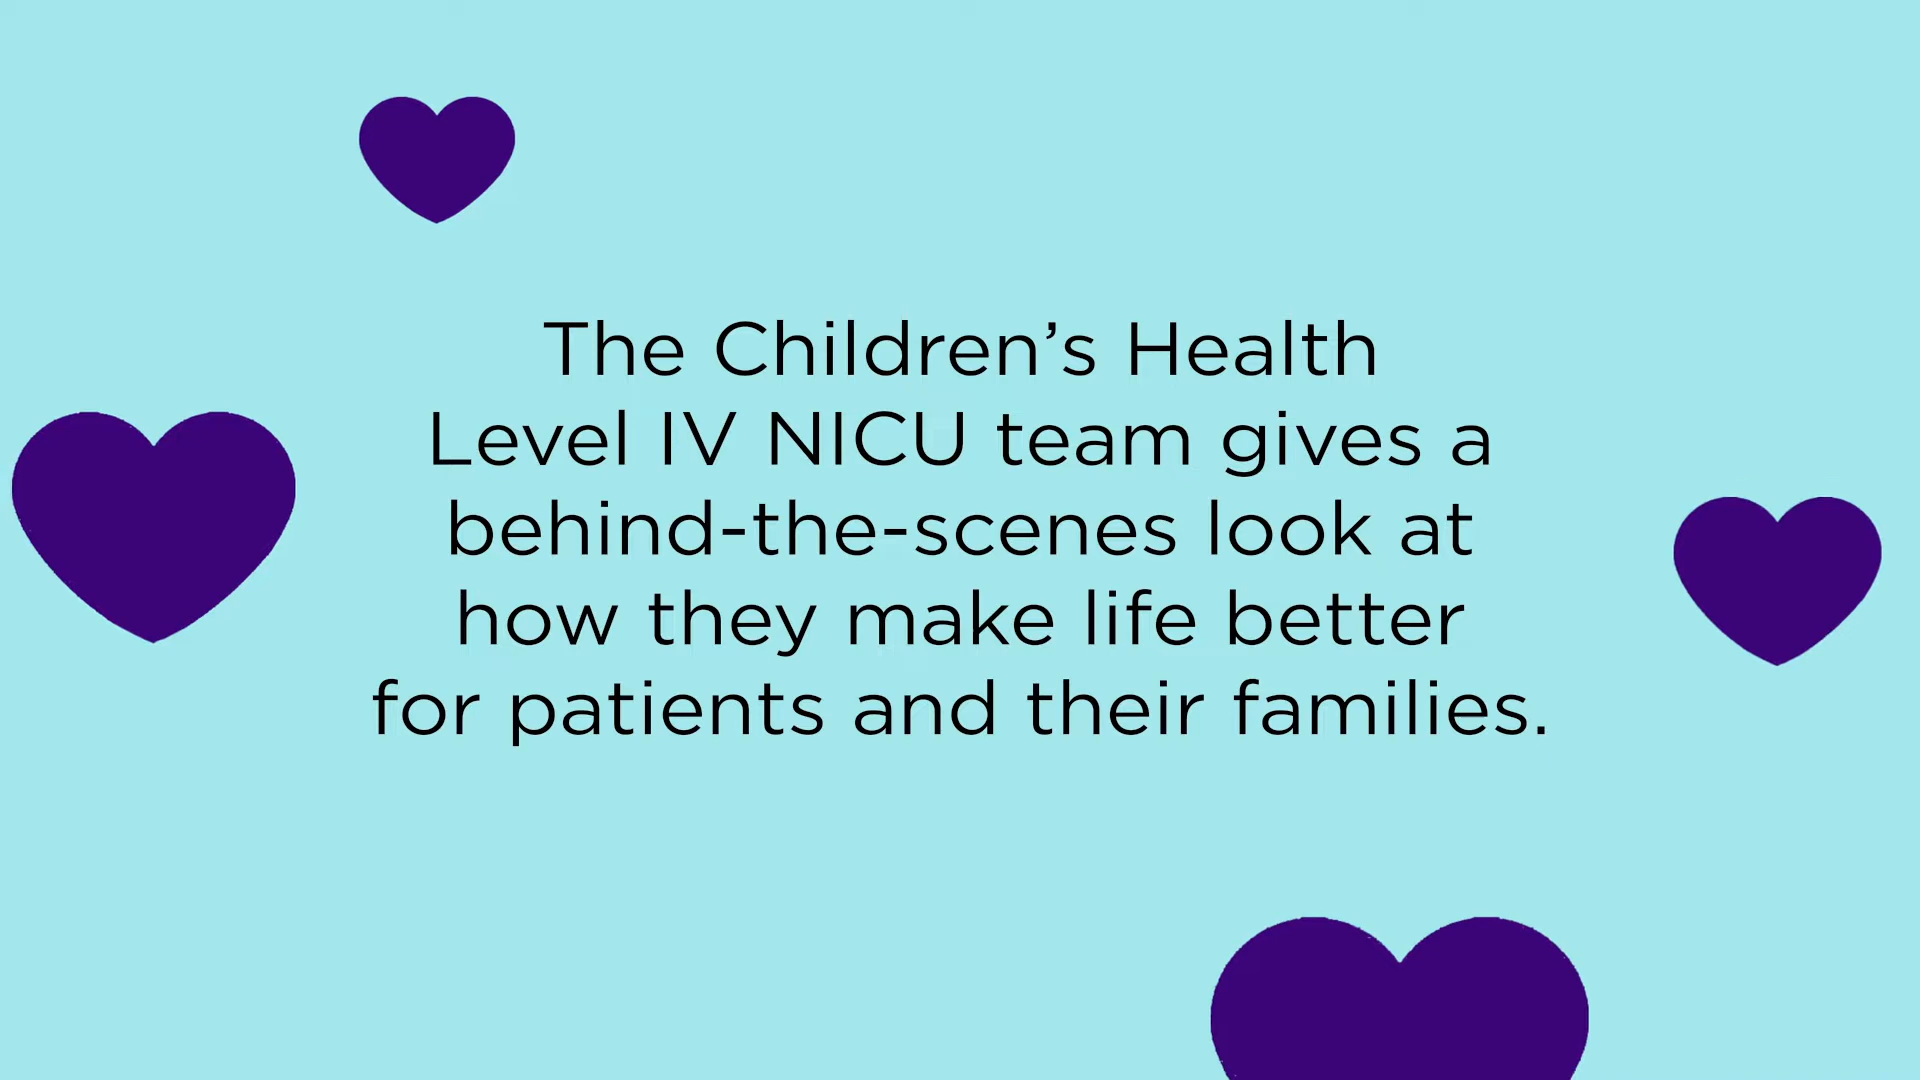 The Children’s Health
Level IV NICU team gives a
behind-the-scenes look at
how they make life better
for patients and their families.